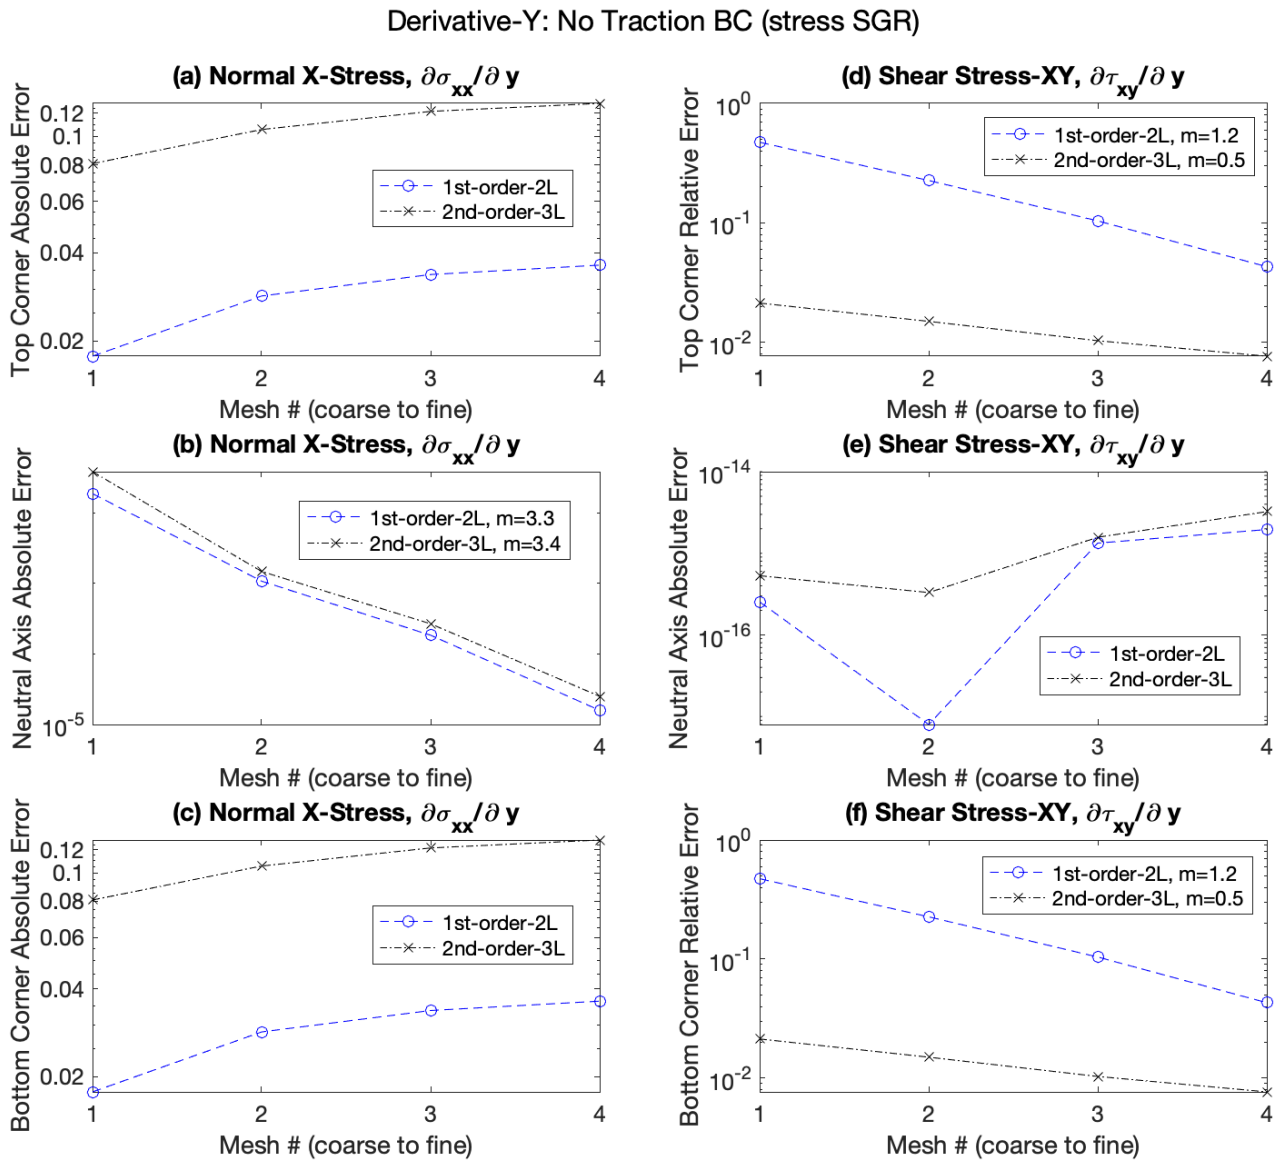 Derivative-Y: No Traction BC (stress SGR)
(a) Normal X-Stress, ∂σxx/∂ y
Top Corner Absolute Error
0.12
0.1
0.08
0.06
0.04
0.02
1st-order-2L
2nd-order-3L
1 2 3 4
Mesh # (coarse to fine)
(d) Shear Stress-XY, ∂τxy/∂ y
Top Corner Relative Error
10^0
10^-1
10^-2
1st-order-2L, m=1.2
2nd-order-3L, m=0.5
1 2 3 4
Mesh # (coarse to fine)
(b) Normal X-Stress, ∂σxx/∂ y
Neutral Axis Absolute Error
10^-5
1st-order-2L, m=3.3
2nd-order-3L, m=3.4
1 2 3 4
Mesh # (coarse to fine)
(e) Shear Stress-XY, ∂τxy/∂ y
Neutral Axis Absolute Error
10^-14
10^-16
1st-order-2L
2nd-order-3L
1 2 3 4
Mesh # (coarse to fine)
(c) Normal X-Stress, ∂σxx/∂ y
Bottom Corner Absolute Error
0.12
0.1
0.08
0.06
0.04
0.02
1st-order-2L
2nd-order-3L
1 2 3 4
Mesh # (coarse to fine)
(f) Shear Stress-XY, ∂τxy/∂ y
Bottom Corner Relative Error
10^0
10^-1
10^-2
1st-order-2L, m=1.2
2nd-order-3L, m=0.5
1 2 3 4
Mesh # (coarse to fine)